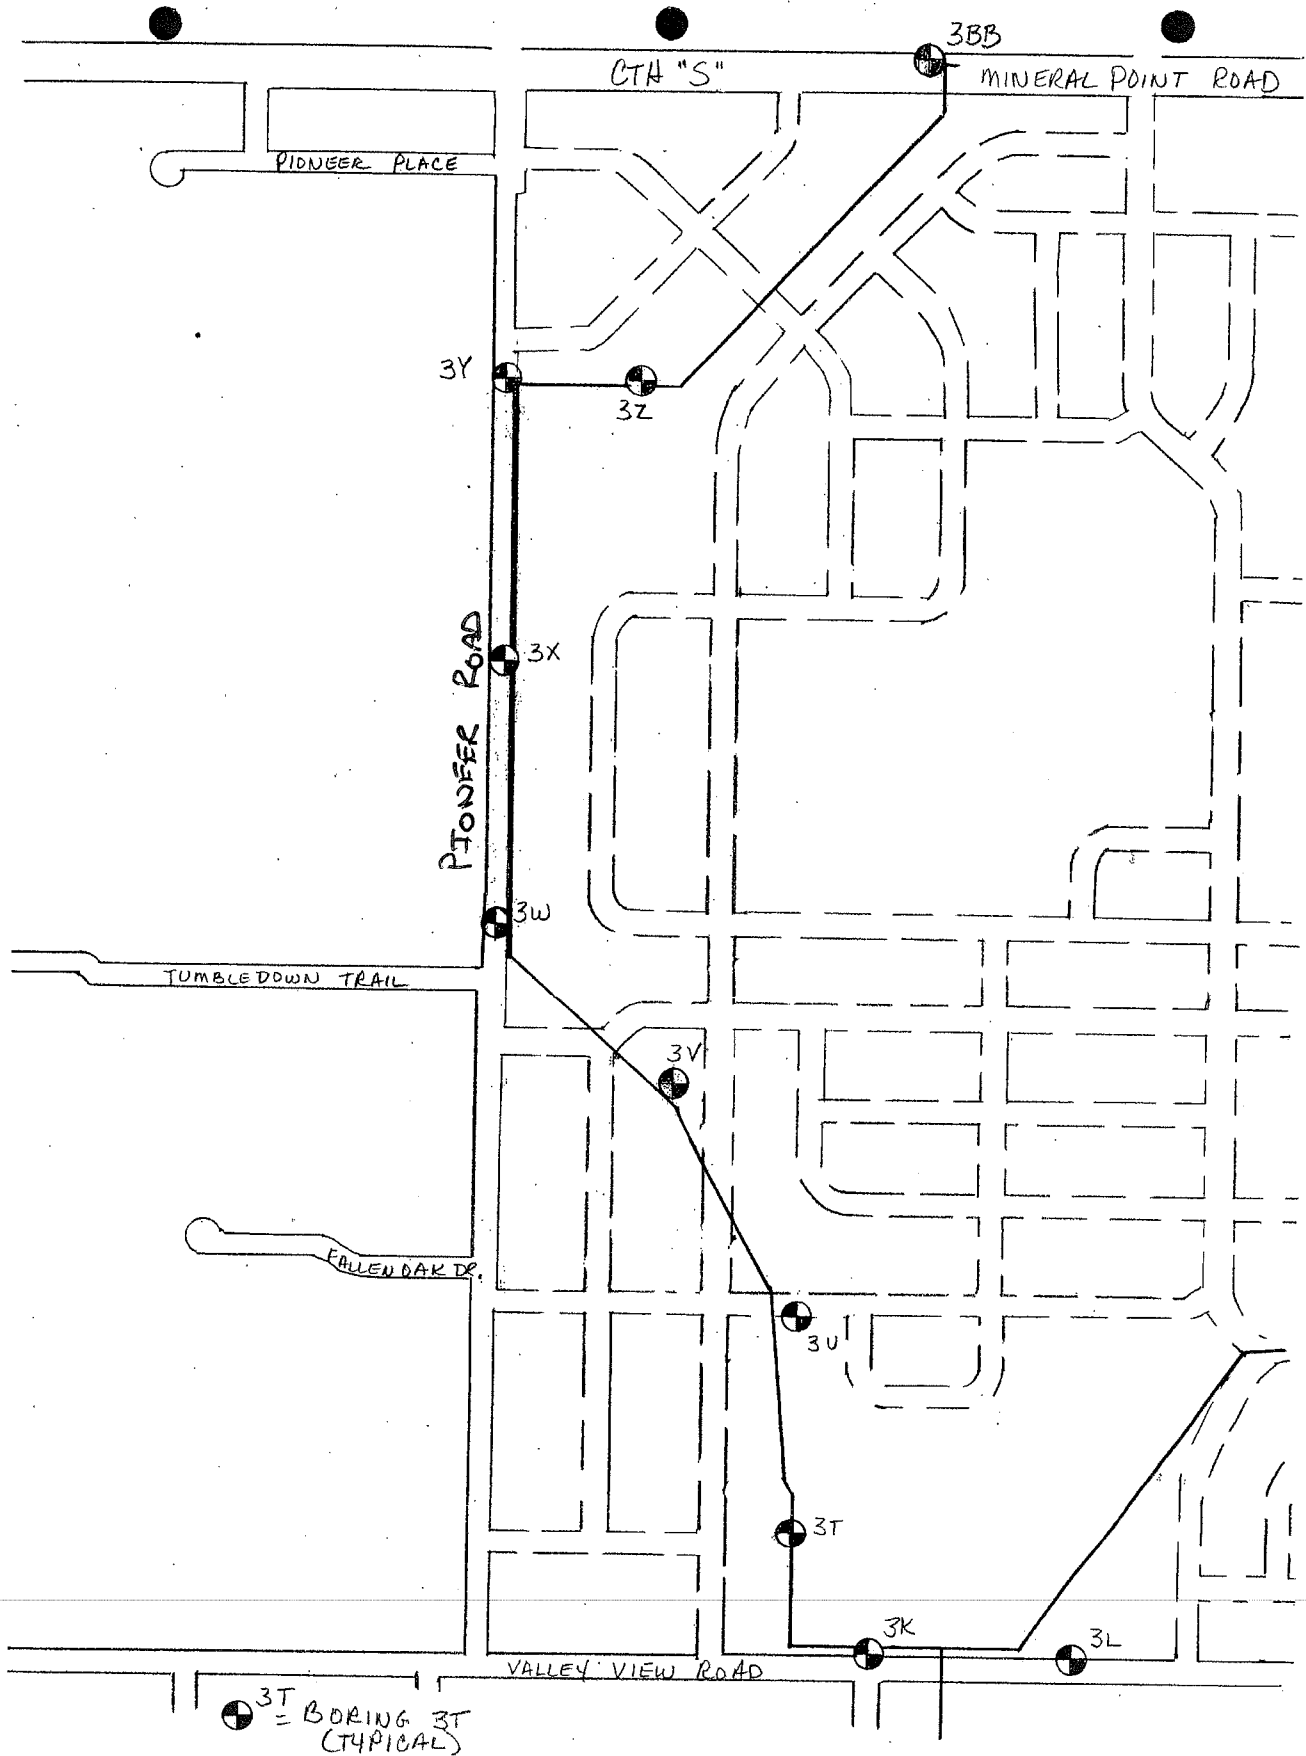 3BB
CTH "S"
MINERAL POINT ROAD
PIONEER PLACE
3Y
3Z
3X
PIONEER ROAD
3W
TUMBLEDOWN TRAIL
3V
FALLEN OAK DR.
3U
3T
3K
3L
VALLEY VIEW ROAD
3T
= BORING 3T
(TYPICAL)